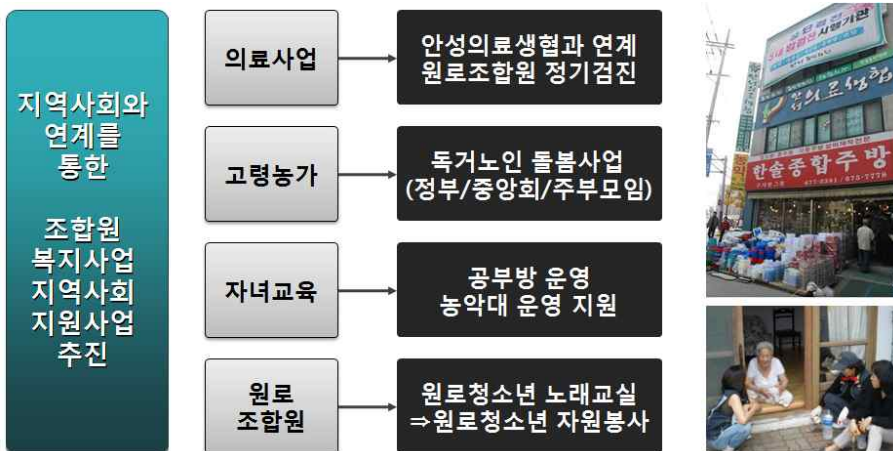 지역사회와
연계를
통한
조합원
복지사업
지역사회
지원사업
추진
의료사업
안성의료생협과 연계
원로조합원 정기검진
고령농가
독거노인 돌봄사업
(정부/중앙회/주부모임)
자녀교육
공부방 운영
농악대 운영 지원
원로
조합원
원로청소년 노래교실
⇒원로청소년 자원봉사
의료생협
한솔종합주방